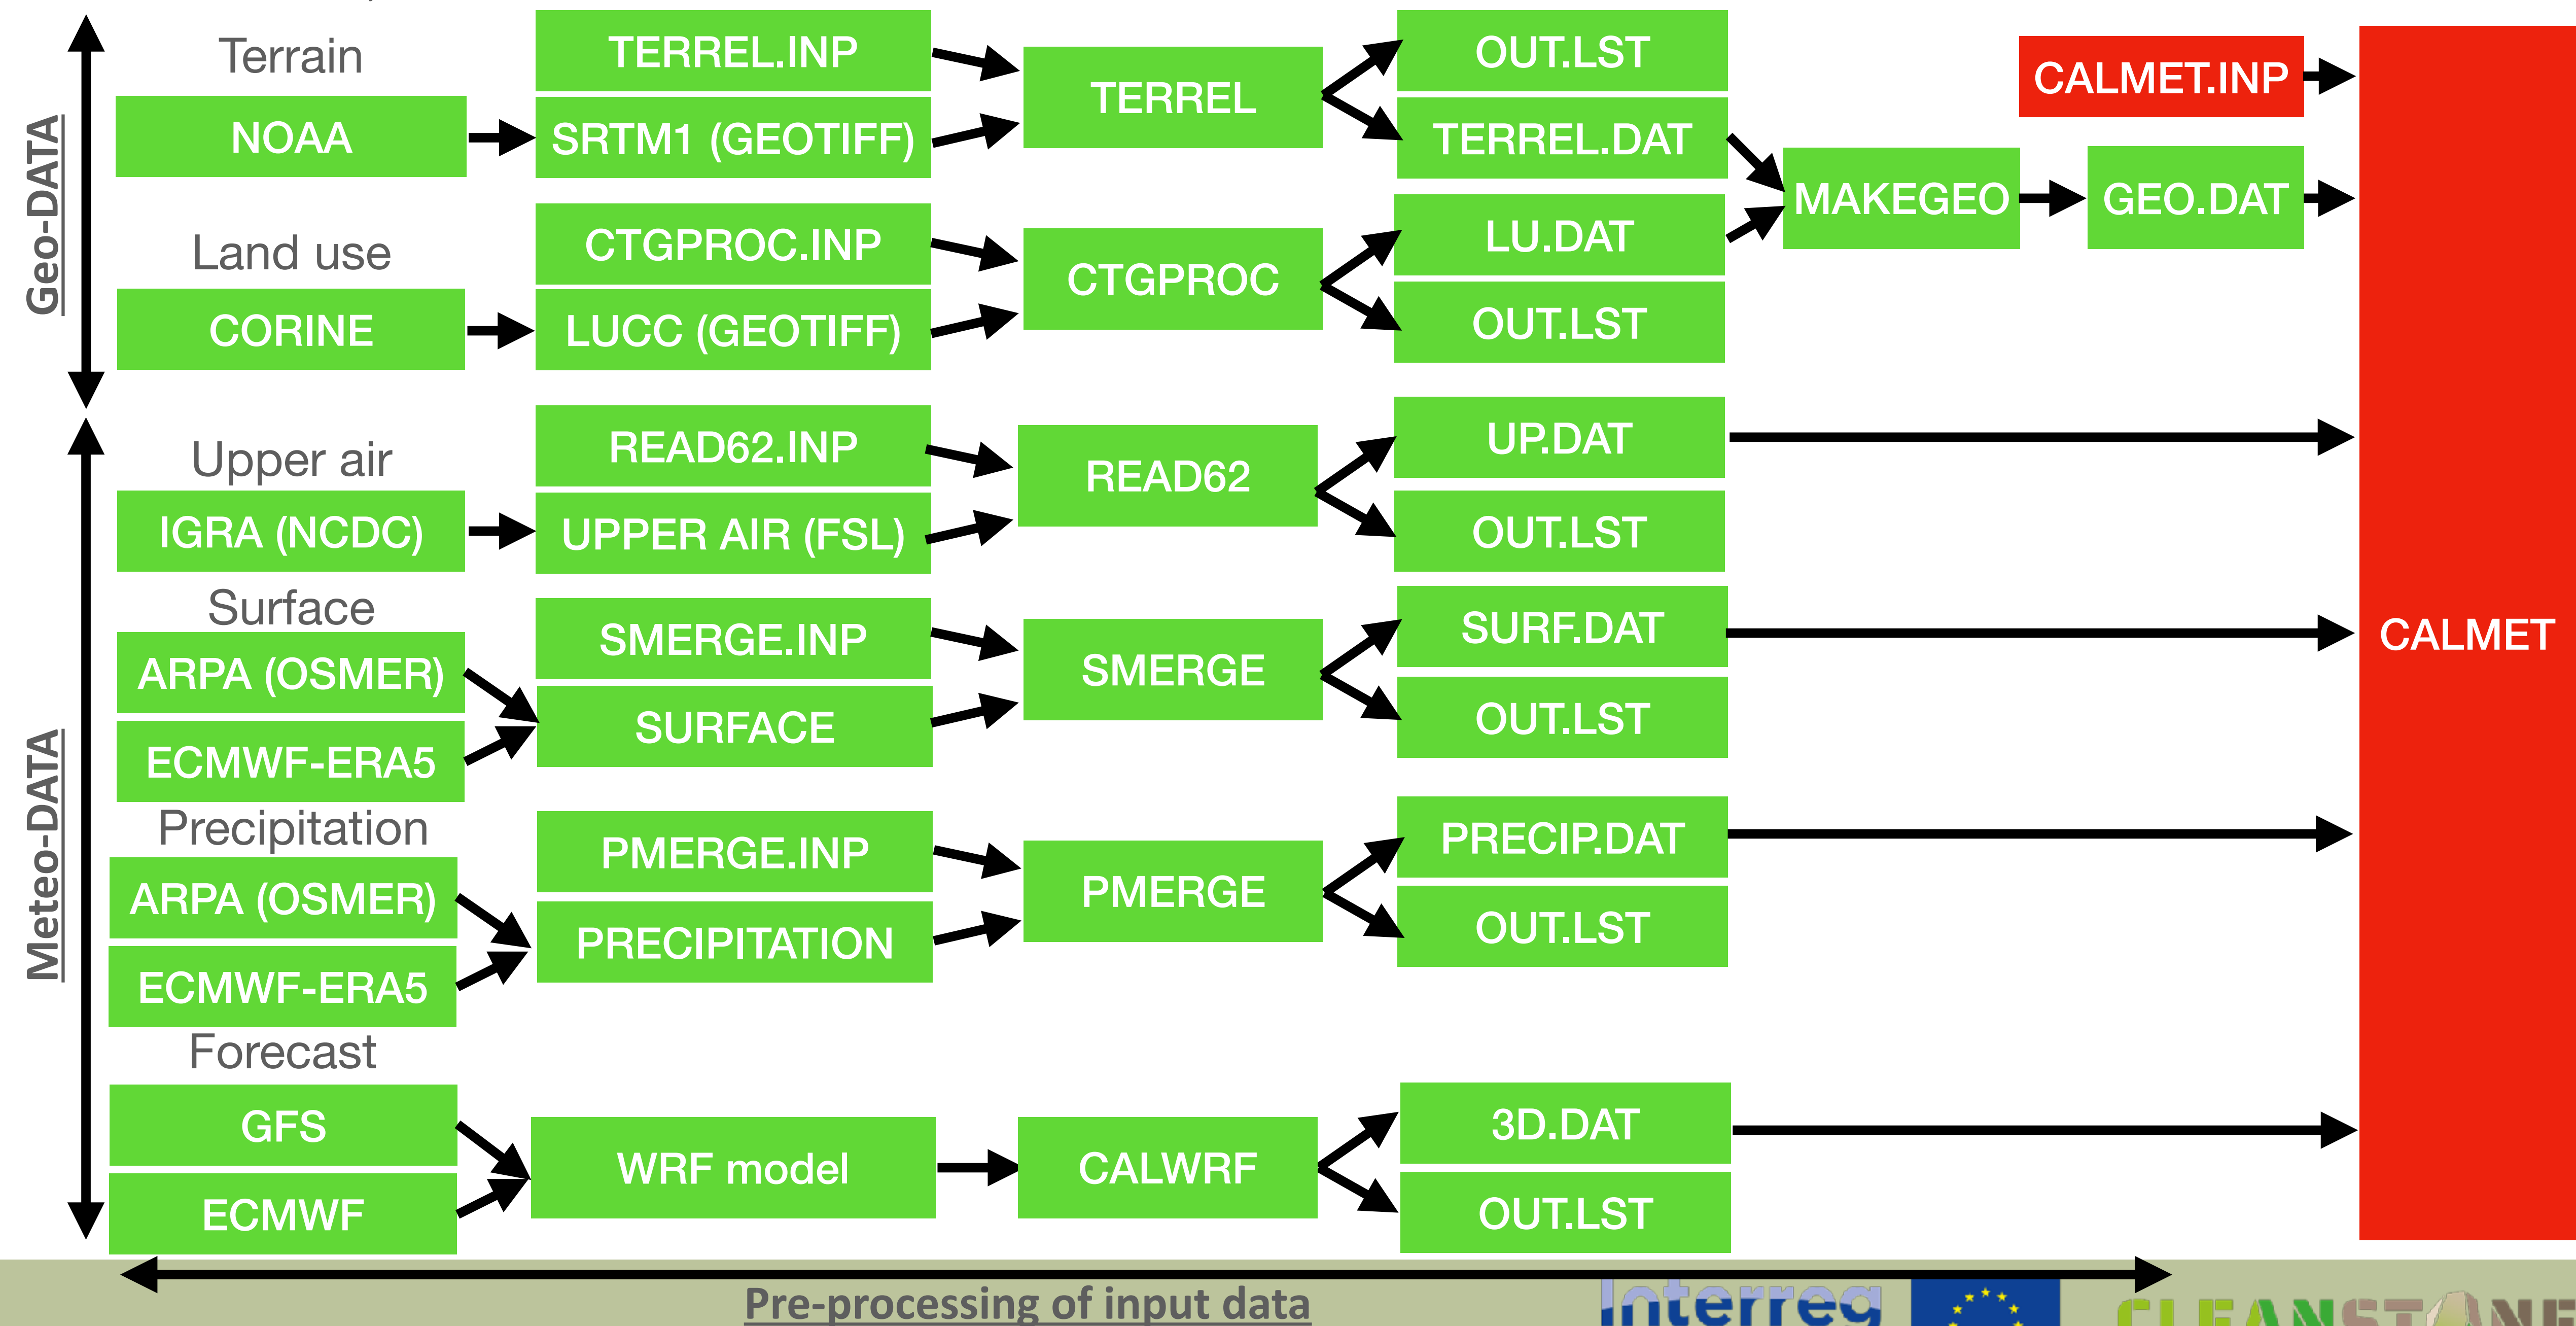 Geo-DATA
Terrain
NOAA
TERREL.INP
SRTM1 (GEOTIFF)
TERREL
OUT.LST
TERREL.DAT
Land use
CORINE
CTGPROC.INP
LUCC (GEOTIFF)
CTGPROC
LU.DAT
OUT.LST
MAKEGEO
GEO.DAT
CALMET.INP
CALMET
Meteo-DATA
Upper air
IGRA (NCDC)
READ62.INP
UPPER AIR (FSL)
READ62
UP.DAT
OUT.LST
Surface
ARPA (OSMER)
ECMWF-ERA5
SMERGE.INP
SURFACE
SMERGE
SURF.DAT
OUT.LST
Precipitation
ARPA (OSMER)
ECMWF-ERA5
PMERGE.INP
PRECIPITATION
PMERGE
PRECIP.DAT
OUT.LST
Forecast
GFS
ECMWF
WRF model
CALWRF
3D.DAT
OUT.LST
Pre-processing of input data
Interreg
CLEANSTONE